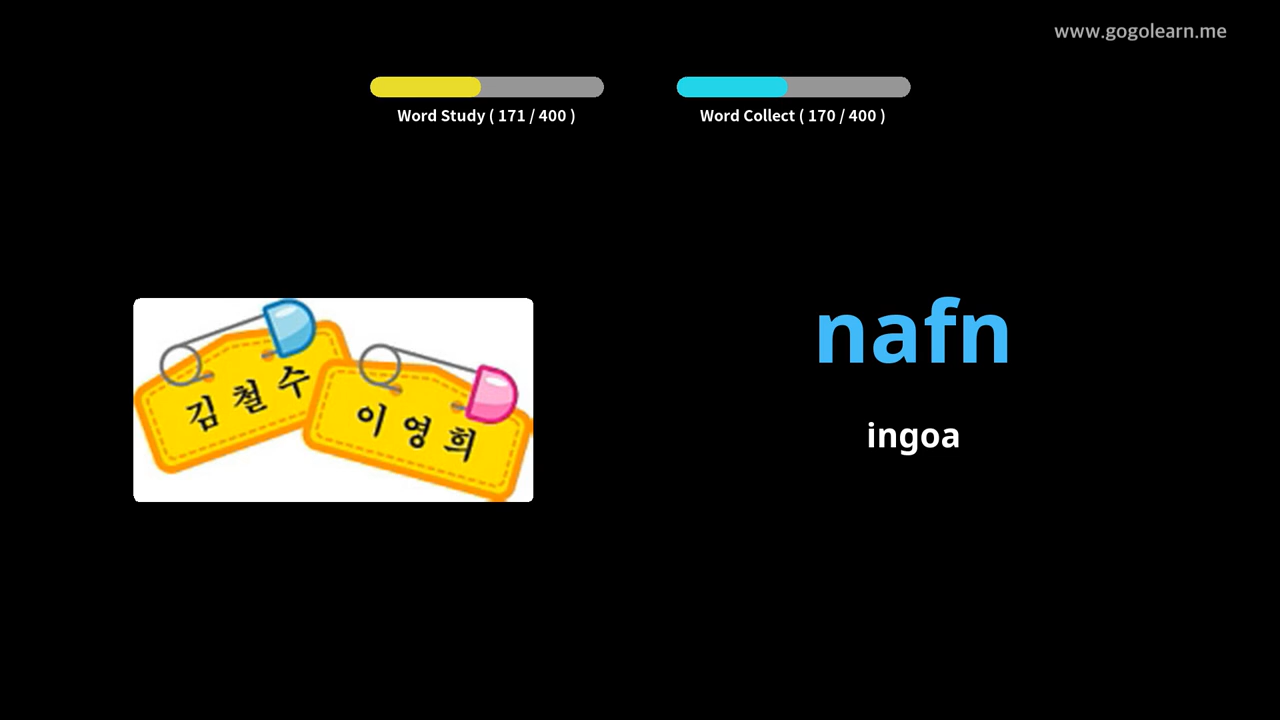 www.gogolearn.me
Word Study ( 171 / 400 )
Word Collect ( 170 / 400 )
김철수
이영희
nafn
ingoa